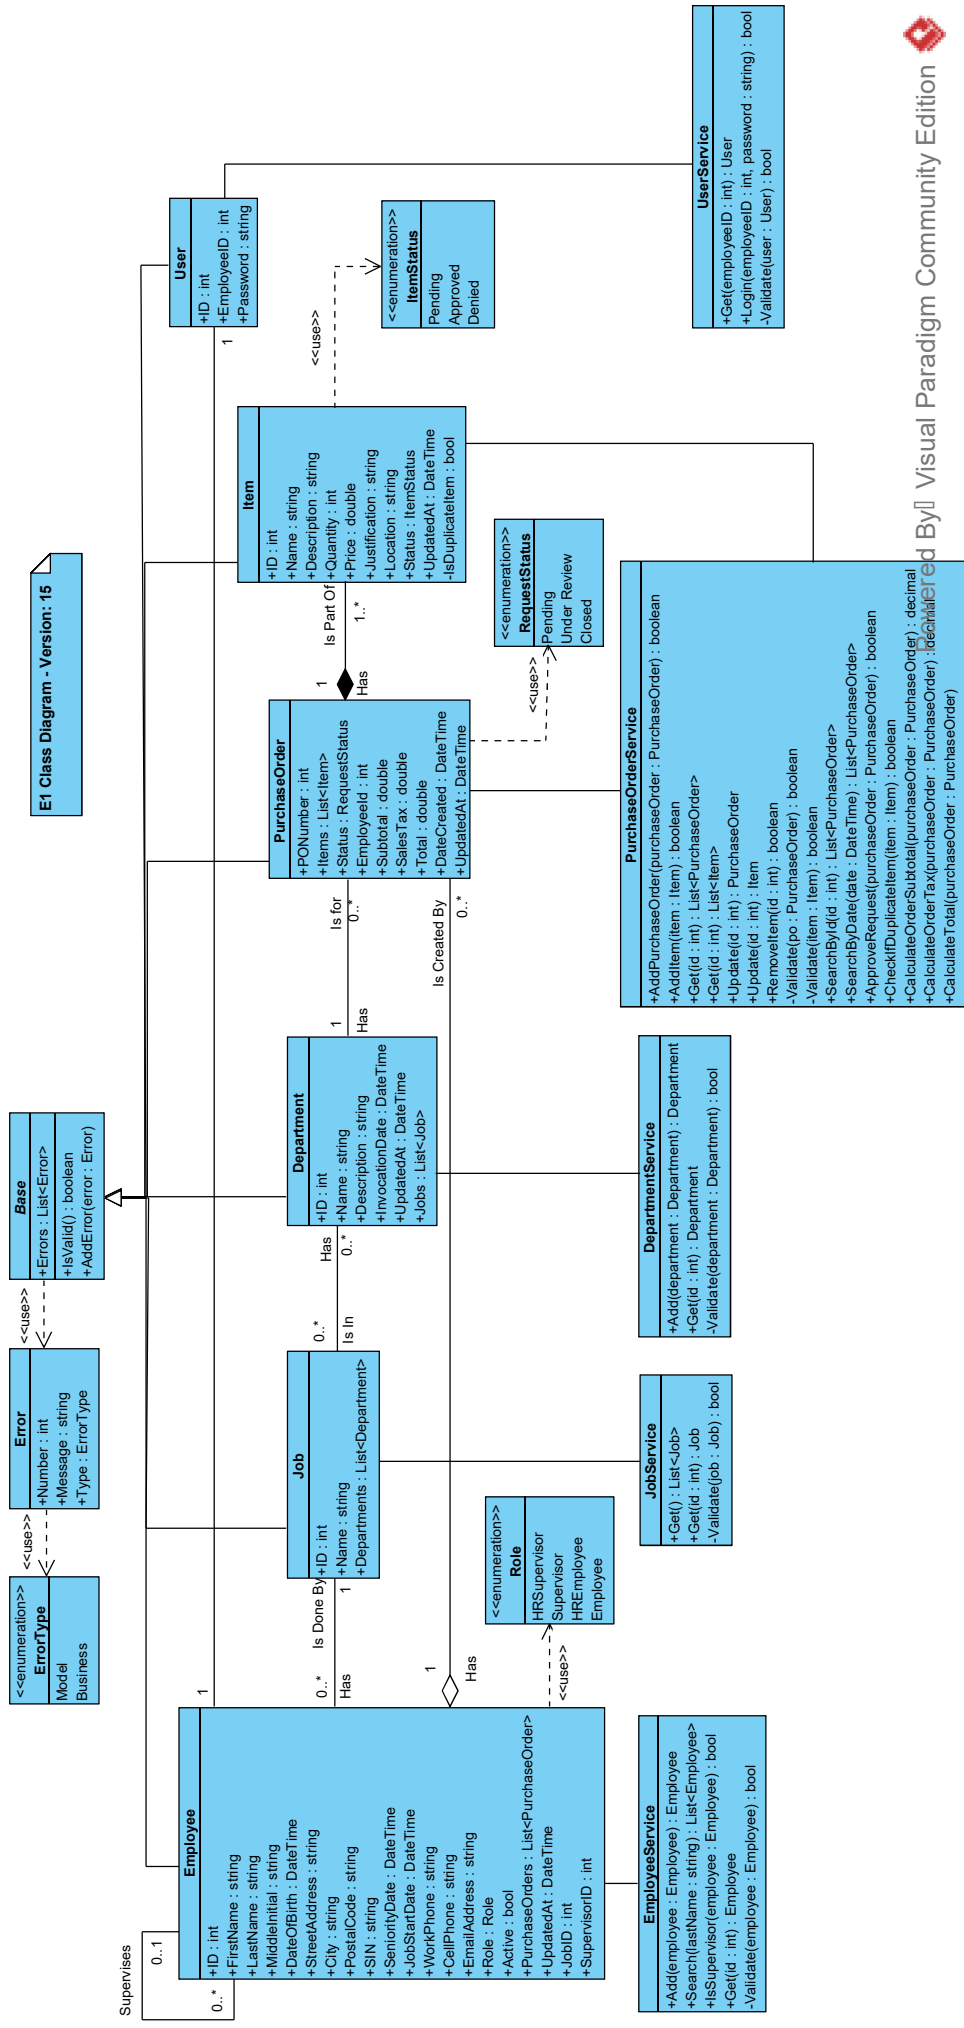 E1 Class Diagram - Version: 15
<<enumeration>>
ErrorType
Model
Business
<<use>>
Error
+Number : int
+Message : string
+Type : ErrorType
<<use>>
Base
+Errors : List<Error>
+IsValid() : boolean
+AddError(error : Error)
Supervises
0..1
0..*
Employee
+ID : int
+FirstName : string
+LastName : string
+MiddleInitial : string
+DateOfBirth : DateTime
+StreetAddress : string
+City : string
+PostalCode : string
+SIN : string
+SeniorityDate : DateTime
+JobStartDate : DateTime
+WorkPhone : string
+CellPhone : string
+EmailAddress : string
+Role : Role
+Active : bool
+PurchaseOrders : List<PurchaseOrder>
+UpdatedAt : DateTime
+JobID : int
+SupervisorID : int
1
1
0..*
Has
Is Done By
1
Job
+ID : int
+Name : string
+Departments : List<Department>
0..*
Is In
Has
0..*
Department
+ID : int
+Name : string
+Description : string
+InvocationDate : DateTime
+UpdatedAt : DateTime
+Jobs : List<Job>
1
Has
Is for
0..*
1
Has
Is Created By
0..*
PurchaseOrder
+PONumber : int
+Items : List<Item>
+Status : RequestStatus
+EmployeeId : int
+Subtotal : double
+SalesTax : double
+Total : double
+DateCreated : DateTime
+UpdatedAt : DateTime
1
Has
Is Part Of
1..*
Item
+ID : int
+Name : string
+Description : string
+Quantity : int
+Price : double
+Justification : string
+Location : string
+Status : ItemStatus
+UpdatedAt : DateTime
-IsDuplicateItem : bool
User
+ID : int
+EmployeeID : int
+Password : string
<<use>>
<<enumeration>>
ItemStatus
Pending
Approved
Denied
<<use>>
<<enumeration>>
RequestStatus
Pending
Under Review
Closed
<<use>>
<<enumeration>>
Role
HRSupervisor
Supervisor
HREmployee
Employee
EmployeeService
+Add(employee : Employee) : Employee
+Search(lastName : string) : List<Employee>
+IsSupervisor(employee : Employee) : bool
+Get(id : int) : Employee
-Validate(employee : Employee) : bool
JobService
+Get() : List<Job>
+Get(id : int) : Job
-Validate(job : Job) : bool
DepartmentService
+Add(department : Department) : Department
+Get(id : int) : Department
-Validate(department : Department) : bool
PurchaseOrderService
+AddPurchaseOrder(purchaseOrder : PurchaseOrder) : boolean
+AddItem(item : Item) : boolean
+Get(id : int) : List<PurchaseOrder>
+Get(id : int) : List<Item>
+Update(id : int) : PurchaseOrder
+Update(id : int) : Item
+RemoveItem(id : int) : boolean
-Validate(po : PurchaseOrder) : boolean
-Validate(item : Item) : boolean
+SearchById(id : int) : List<PurchaseOrder>
+SearchByDate(date : DateTime) : List<PurchaseOrder>
+ApproveRequest(purchaseOrder : PurchaseOrder) : boolean
+CheckIfDuplicateItem(item : Item) : boolean
+CalculateOrderSubtotal(purchaseOrder : PurchaseOrder) : decimal
+CalculateOrderTax(purchaseOrder : PurchaseOrder) : decimal
+CalculateTotal(purchaseOrder : PurchaseOrder)
UserService
+Get(employeeID : int) : User
+Login(employeeID : int, password : string) : bool
-Validate(user : User) : bool
Powered By Visual Paradigm Community Edition